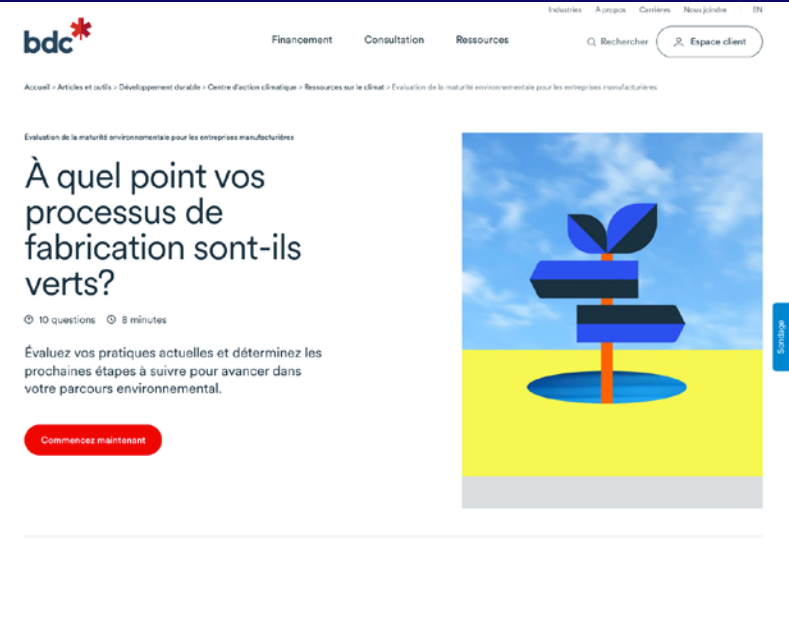 Industries À propos Carrières Nous joindre EN
bdc
Financement Consultation Ressources Rechercher Espace client
Accueil > Articles et outils > Développement durable > Centre d'action climatique > Ressources sur le climat > Évaluation de la maturité environnementale pour les entreprises manufacturières
Évaluation de la maturité environnementale pour les entreprises manufacturières
À quel point vos
processus de
fabrication sont-ils
verts?
10 questions 8 minutes
Évaluez vos pratiques actuelles et déterminez les
prochaines étapes à suivre pour avancer dans
votre parcours environnemental.
Commencez maintenant
Sondage